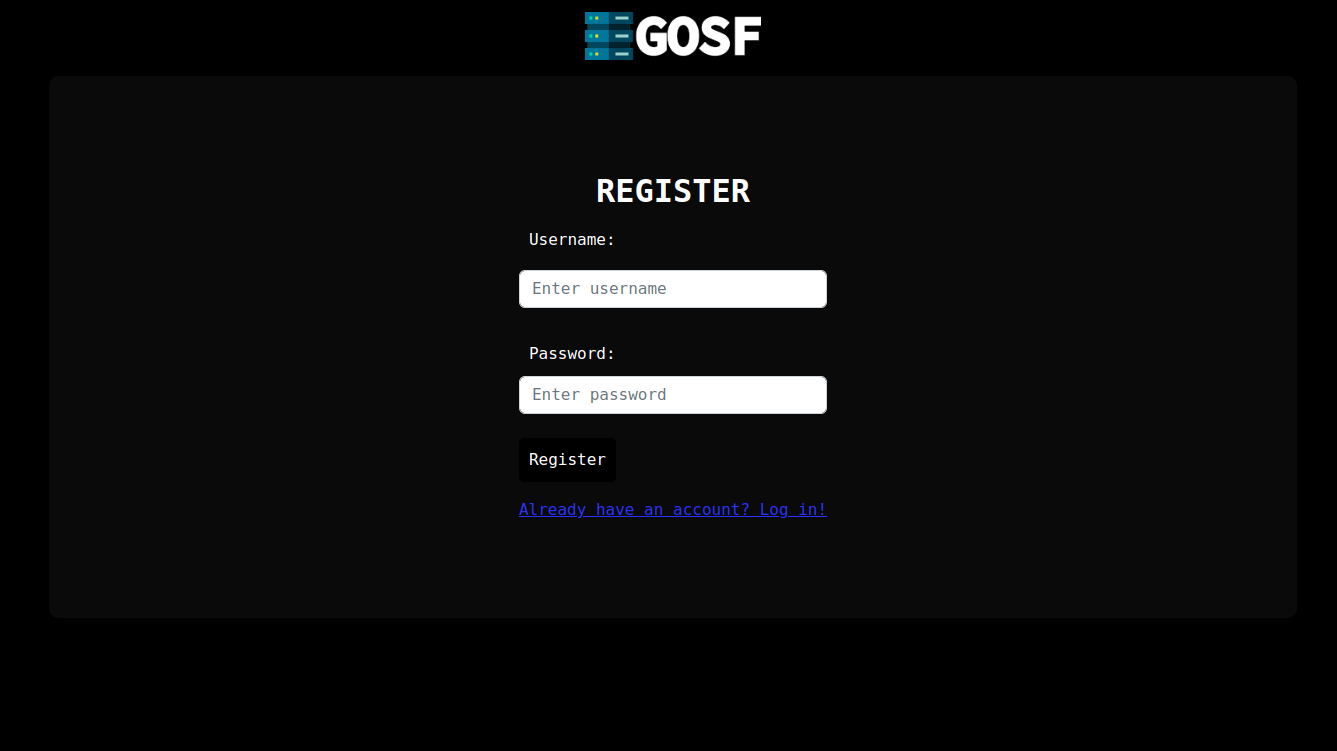 GOSF
REGISTER
Username:
Enter username
Password:
Enter password
Register
Already have an account? Log in!